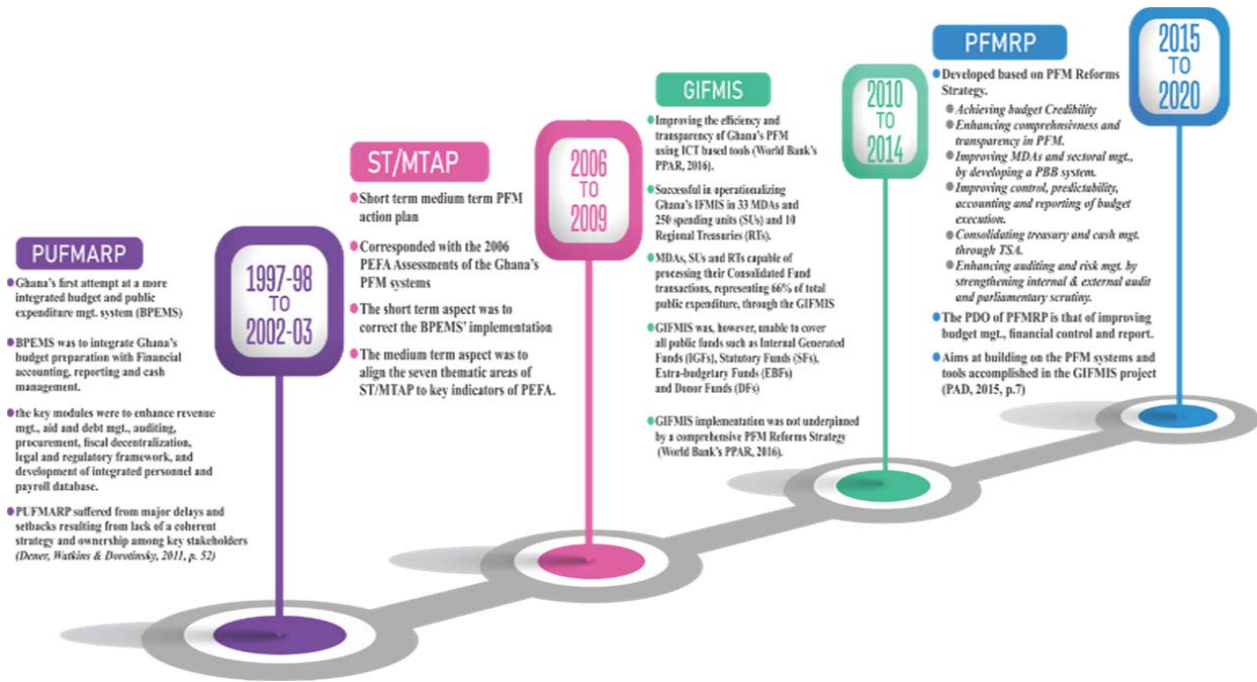 PUFMARP
Ghana's first attempt at a more
integrated budget and public
expenditure mgt. system (BPEMS)
BPEMS was to integrate Ghana's
budget preparation with Financial
accounting, reporting and cash
management.
the key modules were to enhance revenue
mgt., aid and debt mgt., auditing,
procurement, fiscal decentralization,
legal and regulatory framework, and
development of integrated personnel and
payroll database.
PUFMARP suffered from major delays and
setbacks resulting from lack of a coherent
strategy and ownership among key stakeholders
(Dener, Watkins & Dorotinsky, 2011, p. 52)
1997-98
TO
2002-03
ST/MTAP
Short term medium term PFM
action plan
Corresponded with the 2006
PEFA Assessments of the Ghana's
PFM systems
The short term aspect was to
correct the BPEMS' implementation
The medium term aspect was to
align the seven thematic areas of
ST/MTAP to key indicators of PEFA.
2006
TO
2009
GIFMIS
Improving the efficiency and
transparency of Ghana's PFM
using ICT based tools (World Bank's
PPAR, 2016).
Successful in operationalizing
Ghana's IFMIS in 33 MDAs and
250 spending units (SUs) and 10
Regional Treasuries (RTs).
MDAs, SUs and RTs capable of
processing their Consolidated Fund
transactions, representing 66% of total
public expenditure, through the GIFMIS
GIFMIS was, however, unable to cover
all public funds such as Internal Generated
Funds (IGFs), Statutory Funds (SFs),
Extra-budgetary Funds (EBFs)
and Donor Funds (DFs)
GIFMIS implementation was not underpinned
by a comprehensive PFM Reforms Strategy
(World Bank's PPAR, 2016).
2010
TO
2014
PFMRP
Developed based on PFM Reforms
Strategy.
Achieving budget Credibility
Enhancing comprehnsivness and
transparency in PFM.
Improving MDAs and sectoral mgt.,
by developing a PBB system.
Improving control, predictability,
accounting and reporting of budget
execution.
Consolidating treasury and cash mgt.
through TSA.
Enhancing auditing and risk mgt. by
strengthening internal & external audit
and parliamentary scrutiny.
The PDO of PFMRP is that of improving
budget mgt., financial control and report.
Aims at building on the PFM systems and
tools accomplished in the GIFMIS project
(PAD, 2015, p.7)
2015
TO
2020